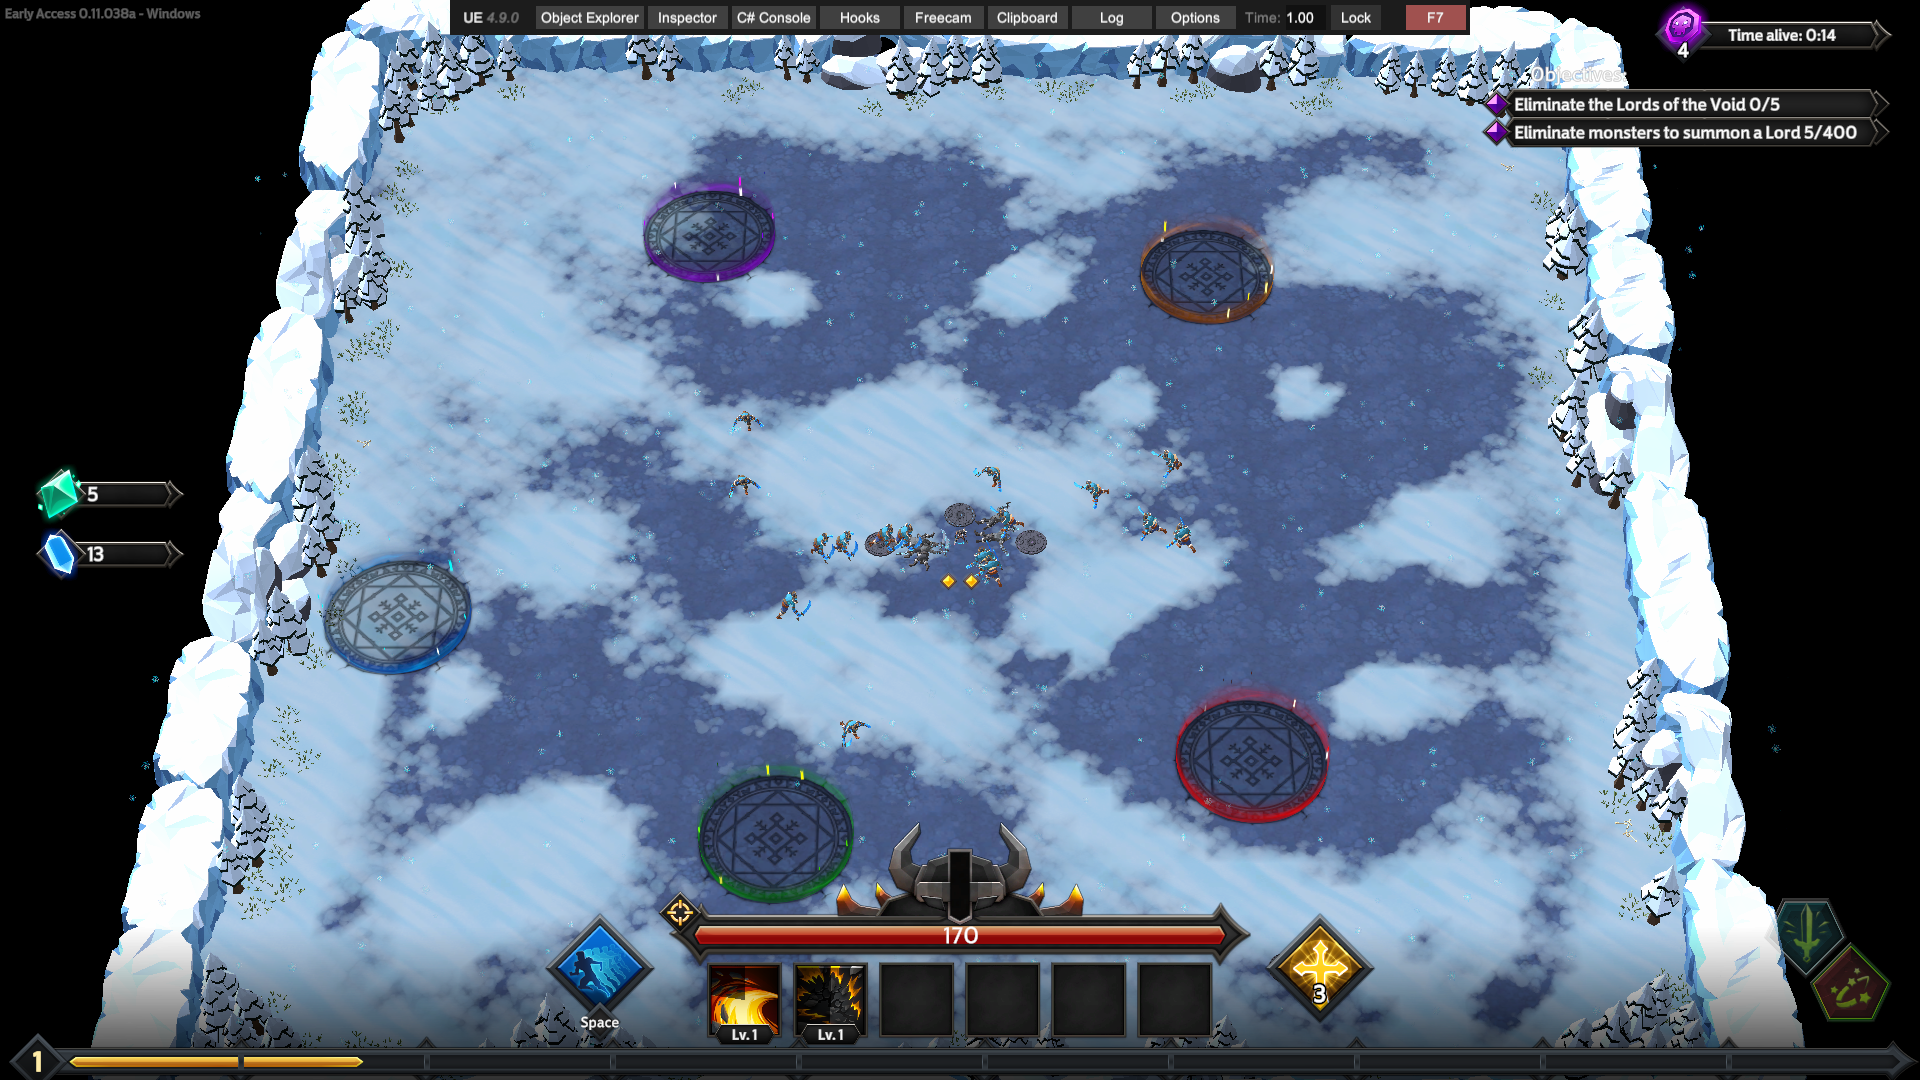 Early Access 0.11.038a - Windows
UE 4.9.0 Object Explorer Inspector C# Console Hooks Freecam Clipboard Log Options Time: 1.00 Lock F7
4 Time alive: 0:14
Objectives
Eliminate the Lords of the Void 0/5
Eliminate monsters to summon a Lord 5/400
5
13
170
3
Space
Lv.1 Lv.1
1